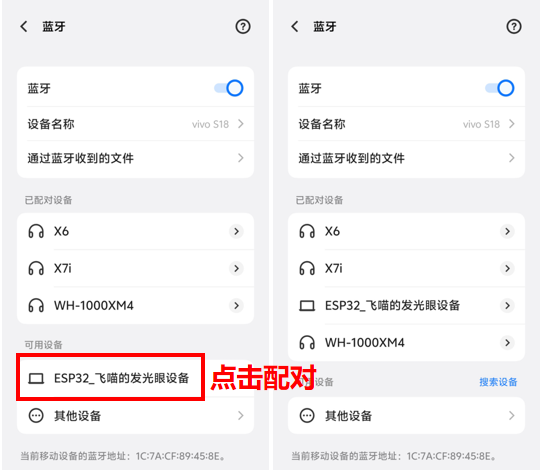 蓝牙
蓝牙
设备名称 vivo S18
通过蓝牙收到的文件
已配对设备
X6
X7i
WH-1000XM4
可用设备
ESP32_飞喵的发光眼设备
点击配对
其他设备
当前移动设备的蓝牙地址：1C:7A:CF:89:45:8E。
蓝牙
蓝牙
设备名称 vivo S18
通过蓝牙收到的文件
已配对设备
X6
X7i
ESP32_飞喵的发光眼设备
WH-1000XM4
设备 搜索设备
其他设备
当前移动设备的蓝牙地址：1C:7A:CF:89:45:8E。